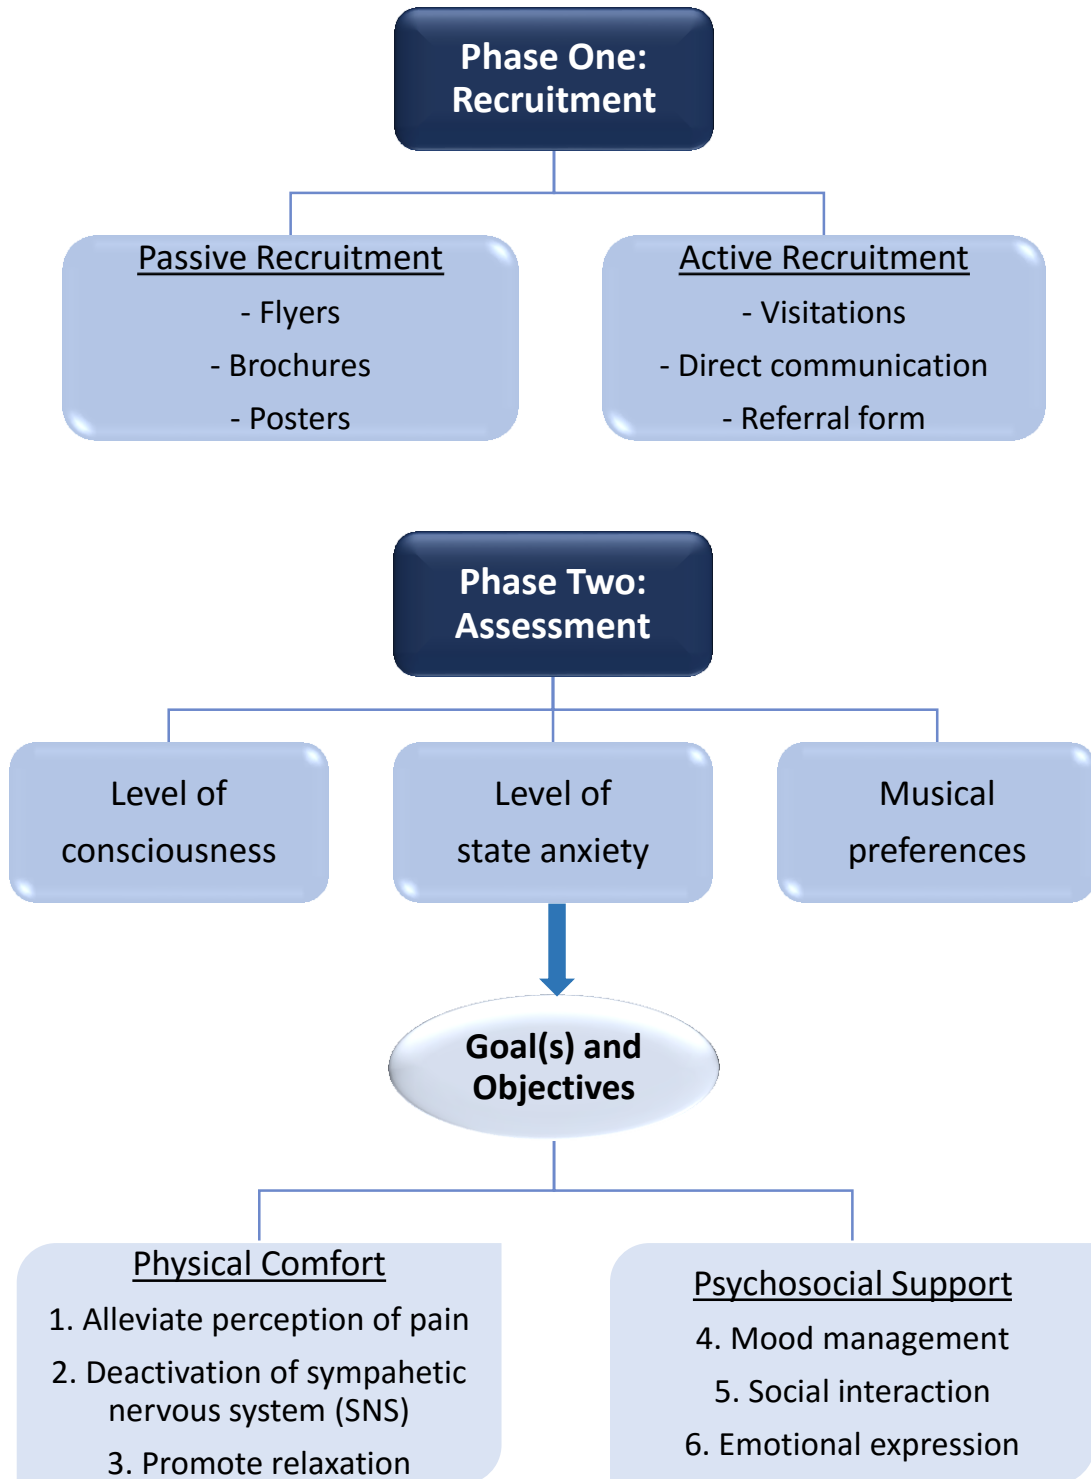 Phase One:
Recruitment
Passive Recruitment
- Flyers
- Brochures
- Posters
Active Recruitment
- Visitations
- Direct communication
- Referral form
Phase Two:
Assessment
Level of
consciousness
Level of
state anxiety
Musical
preferences
Goal(s) and
Objectives
Physical Comfort
1. Alleviate perception of pain
2. Deactivation of sympahetic
nervous system (SNS)
3. Promote relaxation
Psychosocial Support
4. Mood management
5. Social interaction
6. Emotional expression